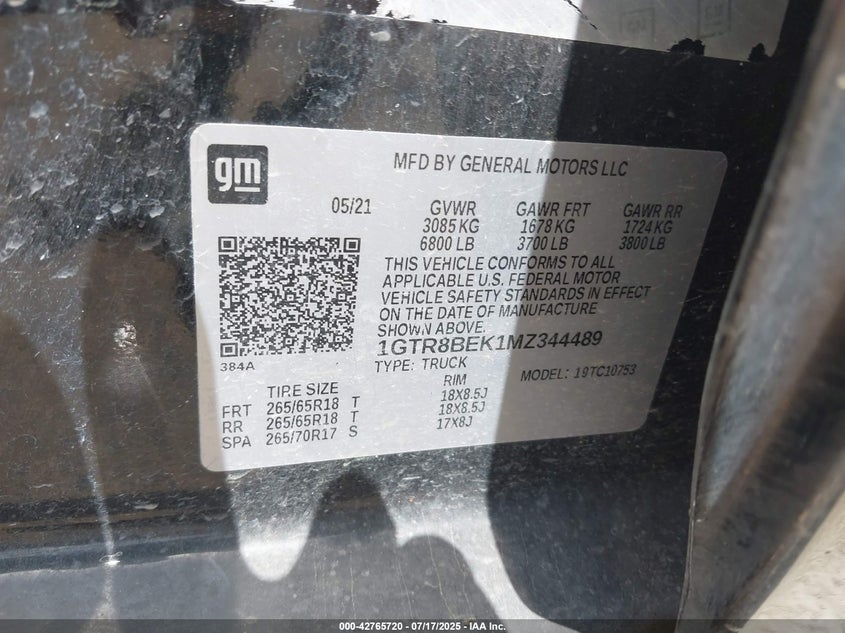 gm
MFD BY GENERAL MOTORS LLC
05/21
GVWR GAWR FRT GAWR RR
3085 KG 1678 KG 1724 KG
6800 LB 3700 LB 3800 LB
THIS VEHICLE CONFORMS TO ALL
APPLICABLE U.S. FEDERAL MOTOR
VEHICLE SAFETY STANDARDS IN EFFECT
ON THE DATE OF MANUFACTURE
SHOWN ABOVE.
384A
1GTR8BEK1MZ344489
TYPE: TRUCK MODEL: 19TC10753
TIRE SIZE RIM
FRT 265/65R18 T 18X8.5J
RR 265/65R18 T 18X8.5J
SPA 265/70R17 S 17X8J
000-42765720 - 07/17/2025 - IAA Inc.